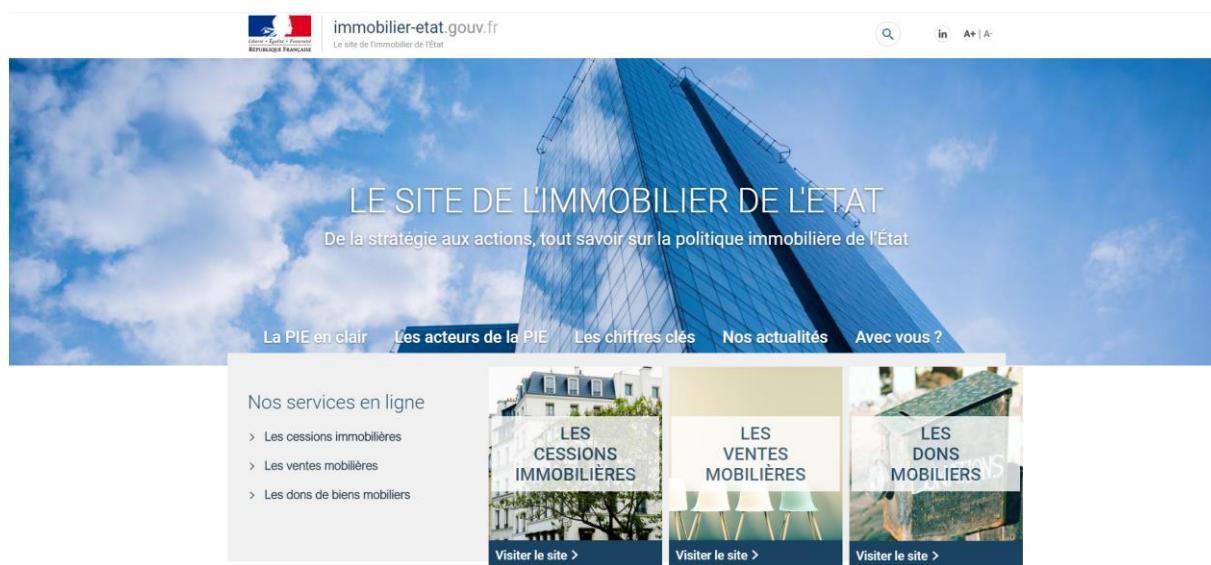 Liberté • Égalité • Fraternité
RÉPUBLIQUE FRANÇAISE
immobilier-etat.gouv.fr
Le site de l'immobilier de l'État
in A+ | A-
LE SITE DE L'IMMOBILIER DE L'ÉTAT
De la stratégie aux actions, tout savoir sur la politique immobilière de l'État
La PIE en clair Les acteurs de la PIE Les chiffres clés Nos actualités Avec vous ?
Nos services en ligne
> Les cessions immobilières
> Les ventes mobilières
> Les dons de biens mobiliers
LES
CESSIONS
IMMOBILIÈRES
Visiter le site >
LES
VENTES
MOBILIÈRES
Visiter le site >
LES
DONS
MOBILIERS
Visiter le site >